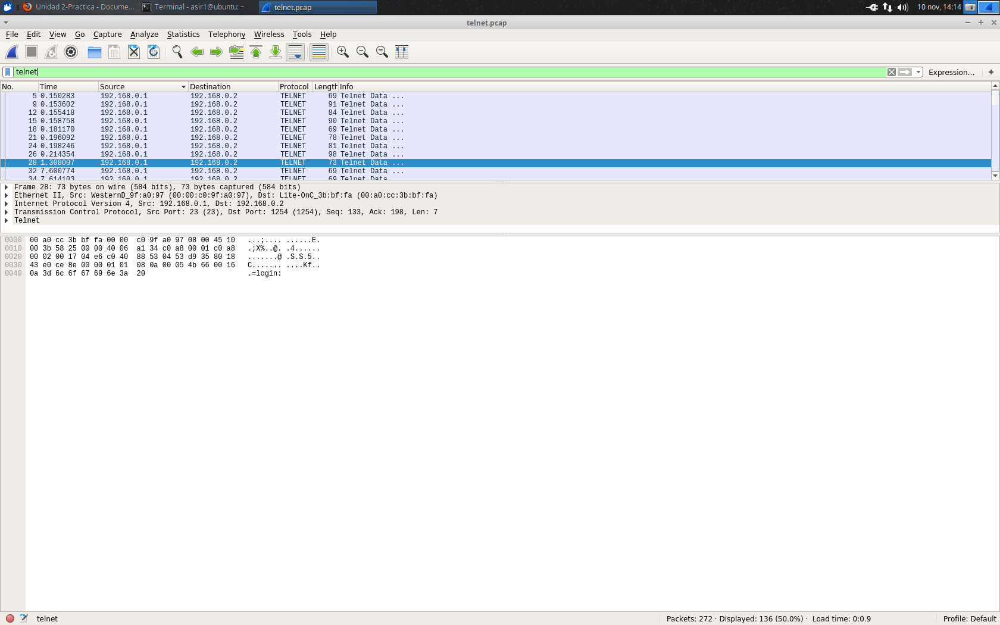 Unidad 2-Practica - Docume... Terminal - asir1@ubuntu: ~ telnet.pcap 10 nov, 14:14
telnet.pcap
File Edit View Go Capture Analyze Statistics Telephony Wireless Tools Help
telnet Expression... +
No. Time Source Destination Protocol Length Info
5 0.150283 192.168.0.1 192.168.0.2 TELNET 69 Telnet Data ...
9 0.153602 192.168.0.1 192.168.0.2 TELNET 91 Telnet Data ...
12 0.155418 192.168.0.1 192.168.0.2 TELNET 84 Telnet Data ...
15 0.158758 192.168.0.1 192.168.0.2 TELNET 90 Telnet Data ...
18 0.181170 192.168.0.1 192.168.0.2 TELNET 69 Telnet Data ...
21 0.196092 192.168.0.1 192.168.0.2 TELNET 78 Telnet Data ...
24 0.198246 192.168.0.1 192.168.0.2 TELNET 81 Telnet Data ...
26 0.214354 192.168.0.1 192.168.0.2 TELNET 98 Telnet Data ...
28 1.308007 192.168.0.1 192.168.0.2 TELNET 73 Telnet Data ...
32 7.600774 192.168.0.1 192.168.0.2 TELNET 69 Telnet Data ...
34 7.614103 192.168.0.1 192.168.0.2 TELNET 69 Telnet Data ...
Frame 28: 73 bytes on wire (584 bits), 73 bytes captured (584 bits)
Ethernet II, Src: WesternD_9f:a0:97 (00:00:c0:9f:a0:97), Dst: Lite-OnC_3b:bf:fa (00:a0:cc:3b:bf:fa)
Internet Protocol Version 4, Src: 192.168.0.1, Dst: 192.168.0.2
Transmission Control Protocol, Src Port: 23 (23), Dst Port: 1254 (1254), Seq: 133, Ack: 198, Len: 7
Telnet
0000 00 a0 cc 3b bf fa 00 00 c0 9f a0 97 08 00 45 10 ...;.... ......E.
0010 00 3b 58 25 00 00 40 06 a1 34 c0 a8 00 01 c0 a8 .;X%..@. .4......
0020 00 02 00 17 04 e6 c0 40 88 53 04 53 d9 35 80 18 .......@ .S.S.5..
0030 43 e0 ce 8e 00 00 01 01 08 0a 00 05 4b 66 00 16 C....... ....Kf..
0040 0a 3d 6c 6f 67 69 6e 3a 20 .=login:
telnet Packets: 272 · Displayed: 136 (50.0%) · Load time: 0:0.9 Profile: Default